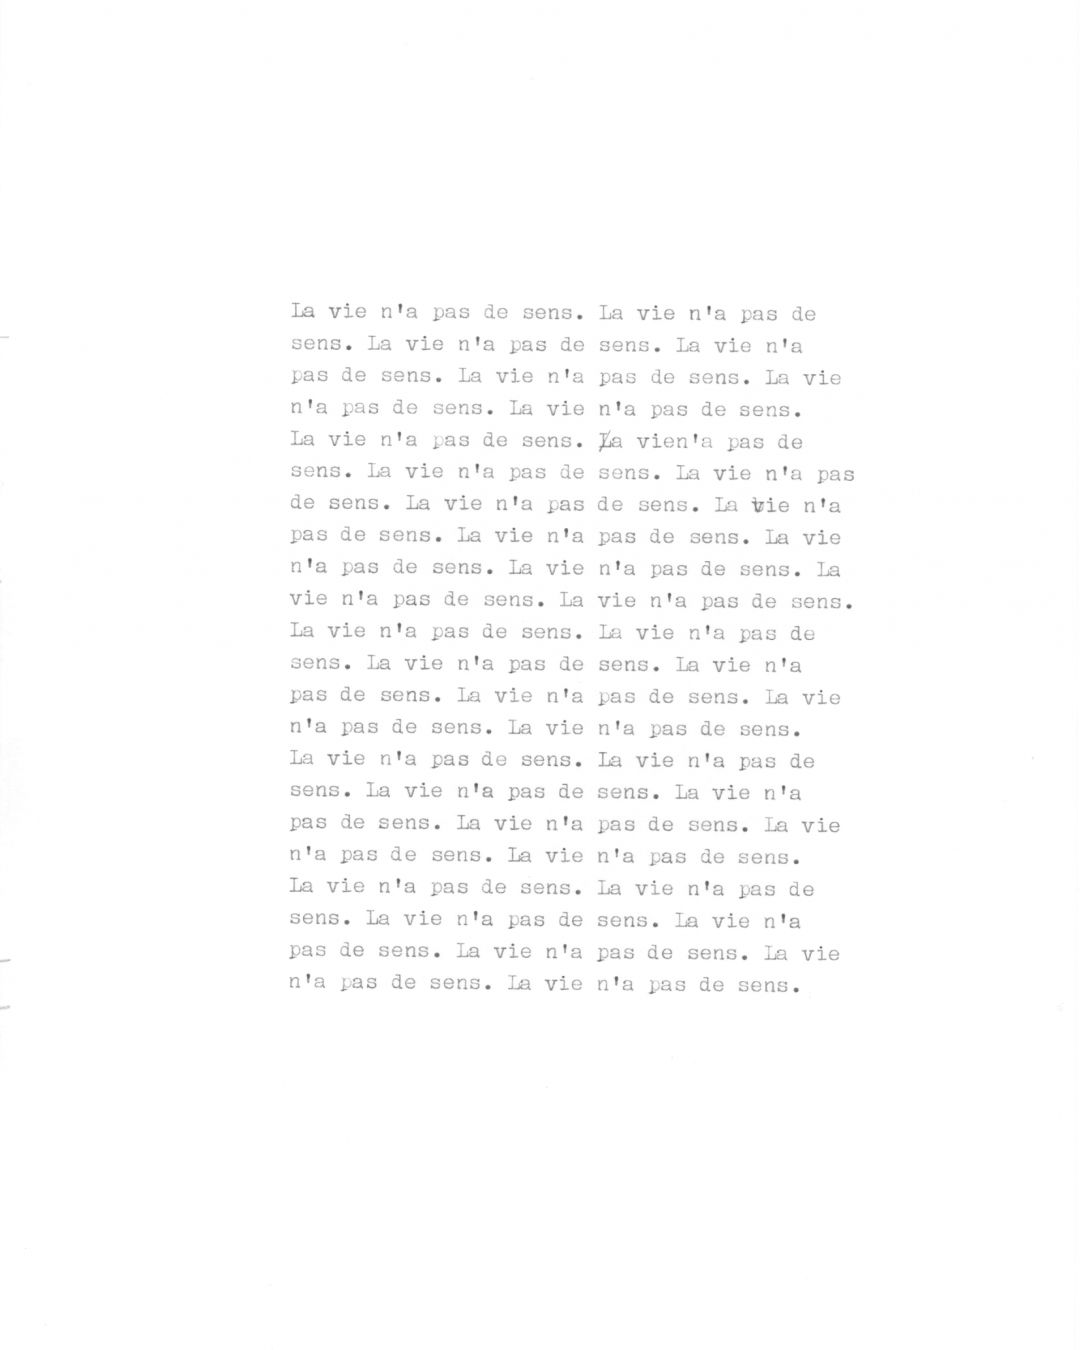 La vie n'a pas de sens. La vie n'a pas de
sens. La vie n'a pas de sens. La vie n'a
pas de sens. La vie n'a pas de sens. La vie
n'a pas de sens. La vie n'a pas de sens.
La vie n'a pas de sens. La vien'a pas de
sens. La vie n'a pas de sens. La vie n'a pas
de sens. La vie n'a pas de sens. La vie n'a
pas de sens. La vie n'a pas de sens. La vie
n'a pas de sens. La vie n'a pas de sens. La
vie n'a pas de sens. La vie n'a pas de sens.
La vie n'a pas de sens. La vie n'a pas de
sens. La vie n'a pas de sens. La vie n'a
pas de sens. La vie n'a pas de sens. La vie
n'a pas de sens. La vie n'a pas de sens.
La vie n'a pas de sens. La vie n'a pas de
sens. La vie n'a pas de sens. La vie n'a
pas de sens. La vie n'a pas de sens. La vie
n'a pas de sens. La vie n'a pas de sens.
La vie n'a pas de sens. La vie n'a pas de
sens. La vie n'a pas de sens. La vie n'a
pas de sens. La vie n'a pas de sens. La vie
n'a pas de sens. La vie n'a pas de sens.